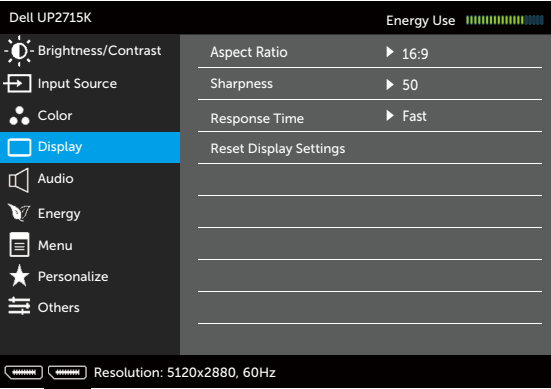 Dell UP2715K
Energy Use
Brightness/Contrast
Input Source
Color
Display
Audio
Energy
Menu
Personalize
Others
Aspect Ratio 16:9
Sharpness 50
Response Time Fast
Reset Display Settings
Resolution: 5120x2880, 60Hz